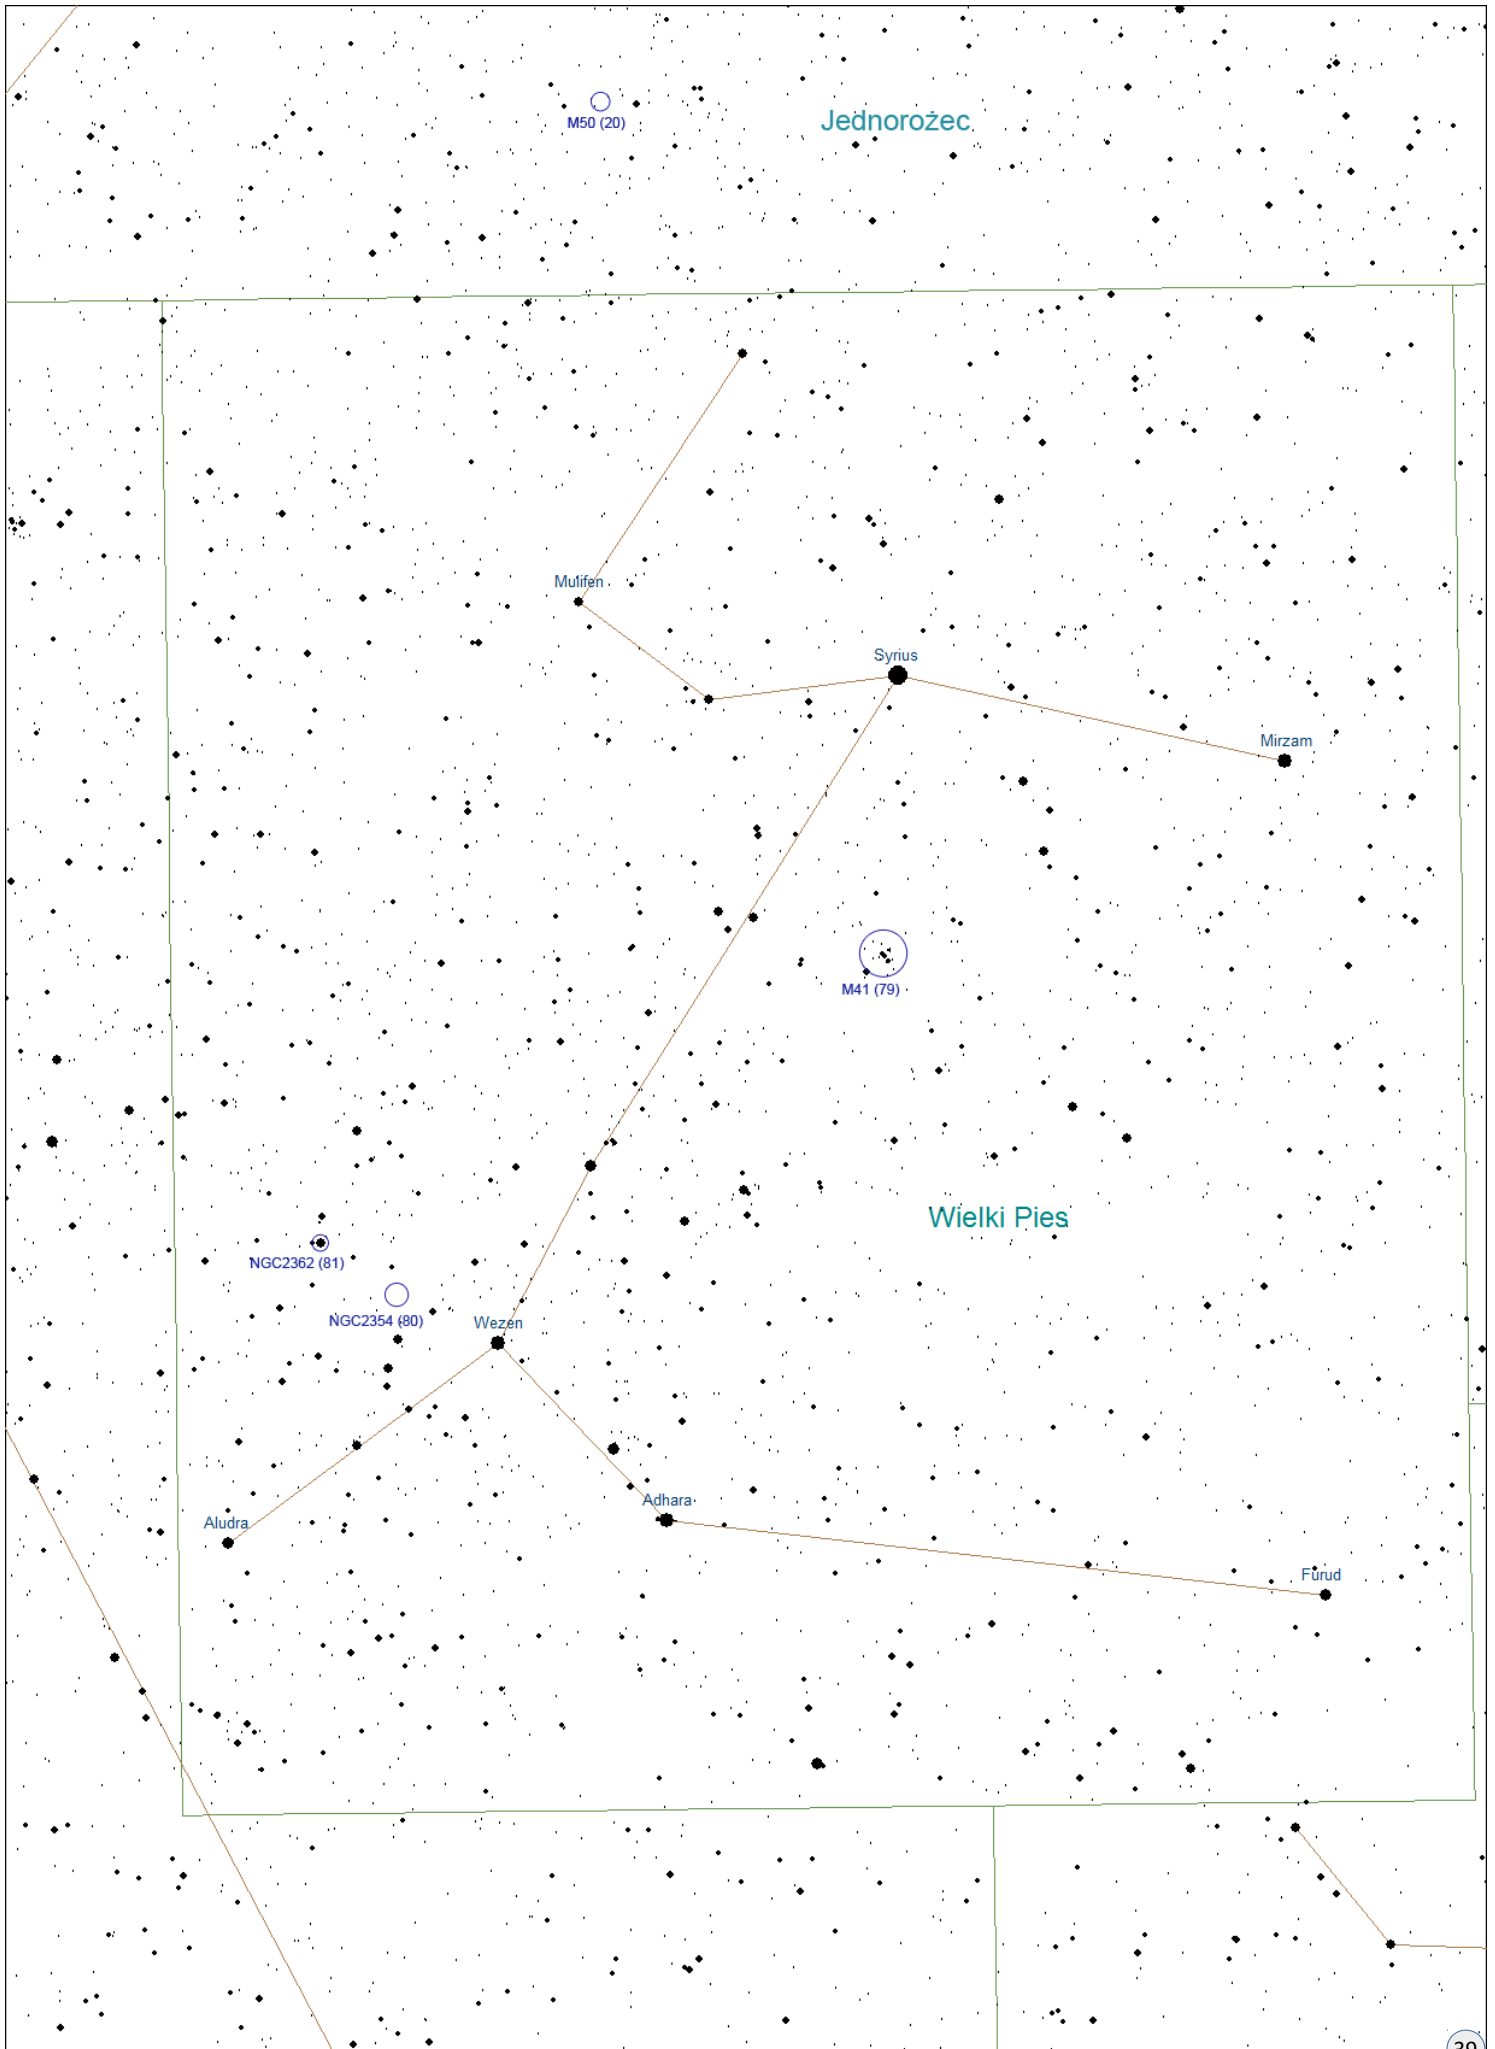 M50 (20)
Jednorożec
Mulifen
Syrius
Mirzam
M41 (79)
Wielki Pies
NGC2362 (81)
NGC2354 (80)
Wezen
Adhara
Aludra
Furud